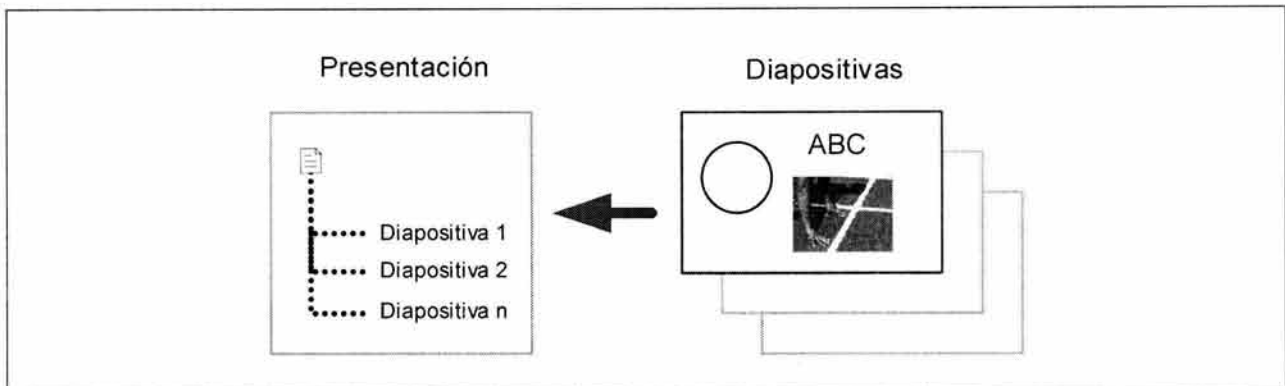 Presentación
Diapositivas
ABC
Diapositiva 1
Diapositiva 2
Diapositiva n